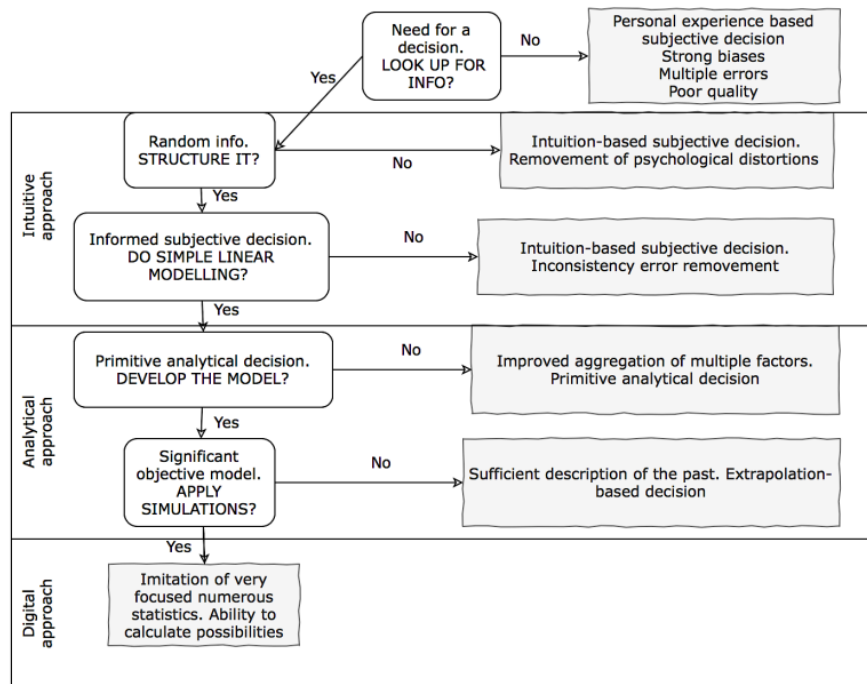 Need for a
decision.
LOOK UP FOR
INFO?
No
Personal experience based
subjective decision
Strong biases
Multiple errors
Poor quality
Yes
Intuitive
approach
Random info.
STRUCTURE IT?
No
Intuition-based subjective decision.
Removement of psychological distortions
Yes
Informed subjective decision.
DO SIMPLE LINEAR
MODELLING?
No
Intuition-based subjective decision.
Inconsistency error removement
Yes
Analytical
approach
Primitive analytical decision.
DEVELOP THE MODEL?
No
Improved aggregation of multiple factors.
Primitive analytical decision
Yes
Significant
objective model.
APPLY
SIMULATIONS?
No
Sufficient description of the past. Extrapolation-
based decision
Yes
Digital
approach
Imitation of very
focused numerous
statistics. Ability to
calculate possibilities